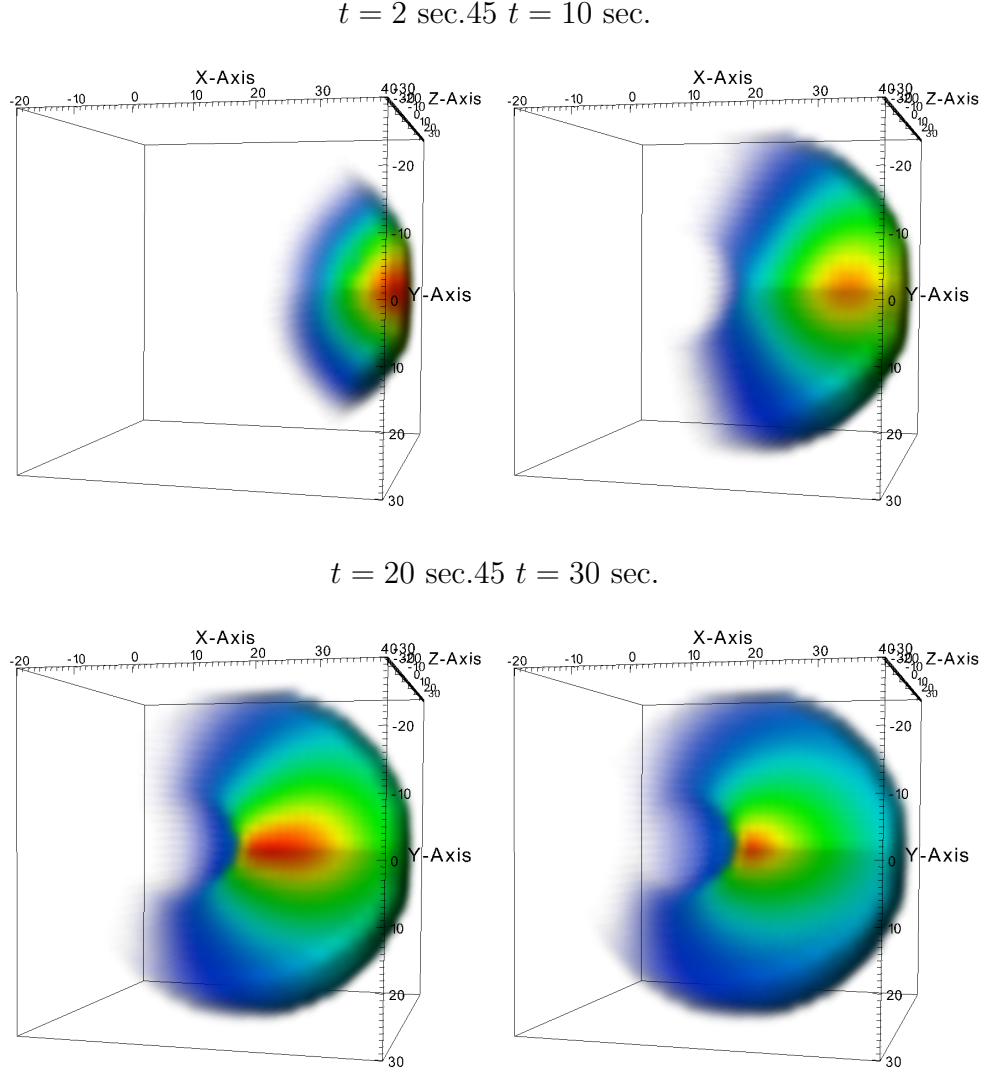 t = 2 sec.45 t = 10 sec.
X-Axis X-Axis
-20 -10 0 10 20 30 Z-Axis -20 -10 0 10 20 30 Z-Axis
-20 -20
-10 -10
0 Y-Axis 0 Y-Axis
10 10
20 20
30 30
t = 20 sec.45 t = 30 sec.
X-Axis X-Axis
-20 -10 0 10 20 30 Z-Axis -20 -10 0 10 20 30 Z-Axis
-20 -20
-10 -10
0 Y-Axis 0 Y-Axis
10 10
20 20
30 30